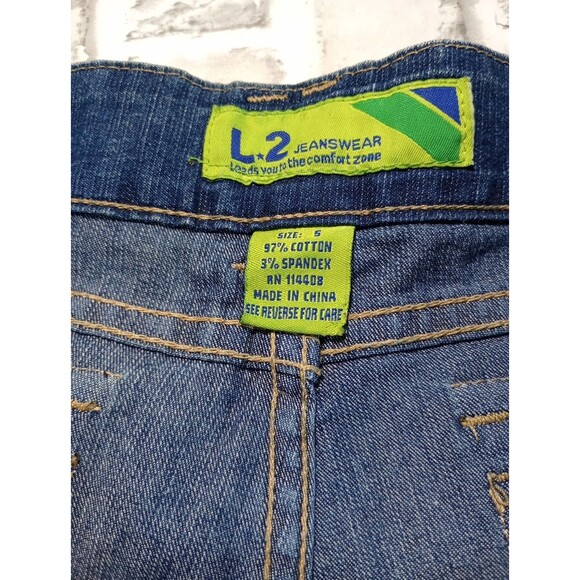 L★2 JEANSWEAR
Leads you to the comfort zone
SIZE: 5
97% COTTON
3% SPANDEX
RN 114408
MADE IN CHINA
SEE REVERSE FOR CARE